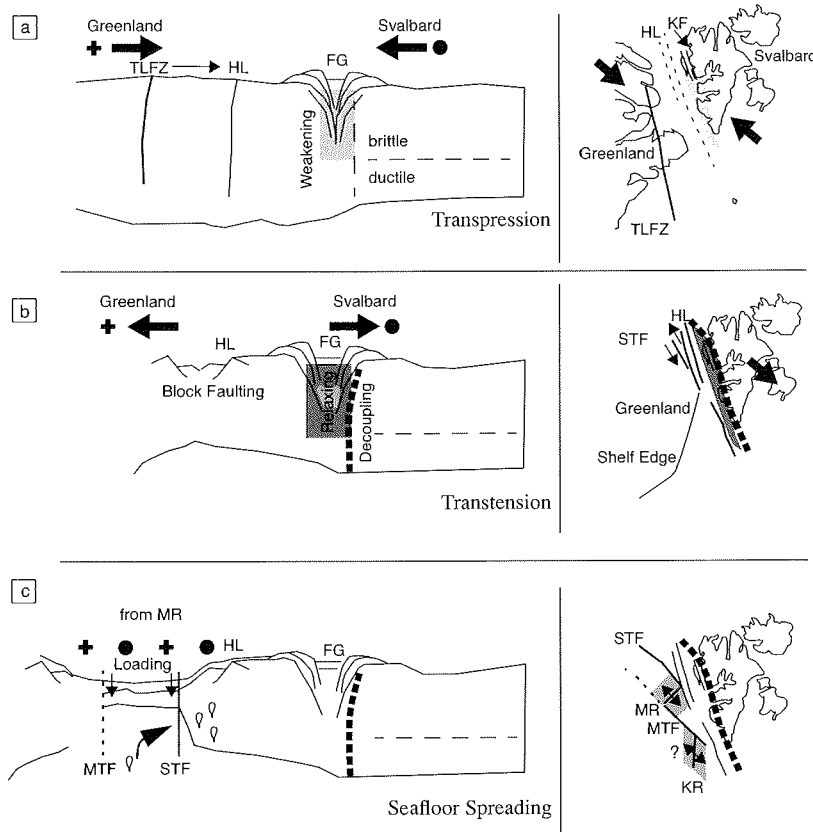 a
Greenland
Svalbard
TLFZ
HL
FG
Weakening
brittle
ductile
Transpression
HL
KF
Svalbard
Greenland
TLFZ
b
Greenland
Svalbard
HL
FG
Block Faulting
Relaxing
Decoupling
Transtension
HL
STF
Greenland
Shelf Edge
c
from MR
HL
FG
Loading
MTF
STF
Seafloor Spreading
STF
MR
MTF
?
KR